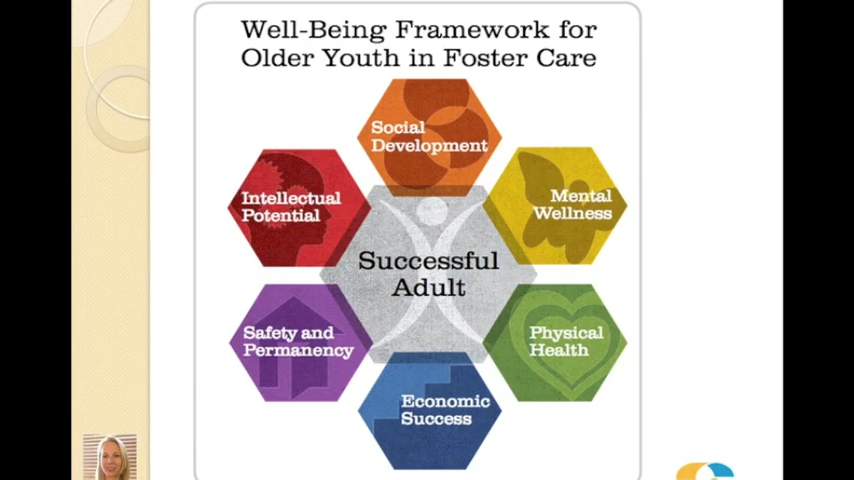 Well-Being Framework for
Older Youth in Foster Care
Social
Development
Intellectual
Potential
Mental
Wellness
Successful
Adult
Safety and
Permanency
Physical
Health
Economic
Success